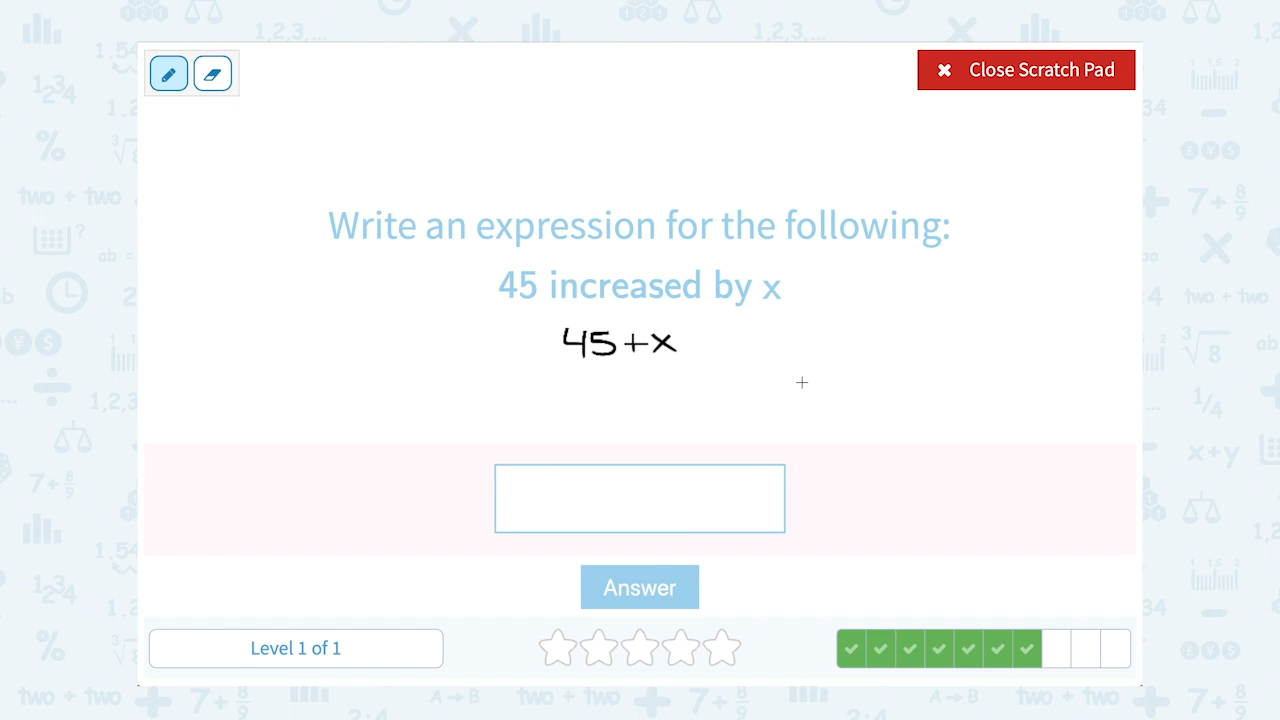 Close Scratch Pad
Write an expression for the following:
45 increased by x
45+x
Answer
Level 1 of 1